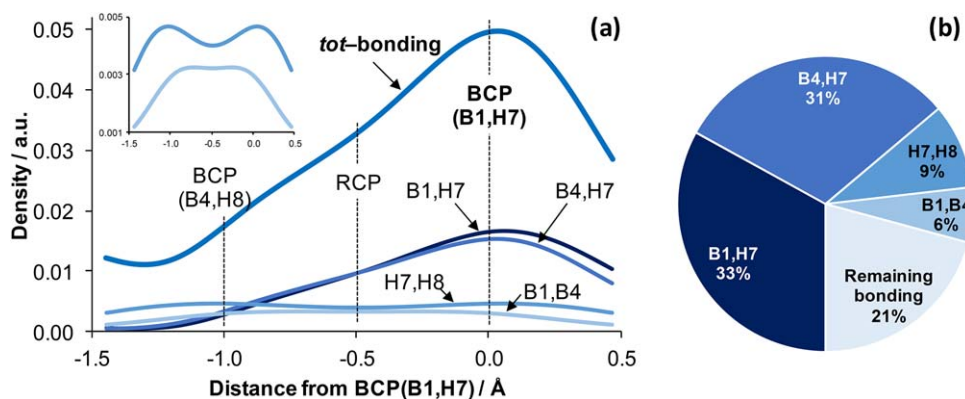 (a)
(b)
Density / a.u.
0.05
0.04
0.03
0.02
0.01
0.00
0.005
0.003
0.001
-1.5 -1.0 -0.5 0.0 0.5
tot–bonding
BCP
(B1,H7)
BCP
(B4,H8)
RCP
B1,H7
B4,H7
H7,H8
B1,B4
-1.5 -1.0 -0.5 0.0 0.5
Distance from BCP(B1,H7) / Å
B4,H7
31%
H7,H8
9%
B1,B4
6%
B1,H7
33%
Remaining
bonding
21%